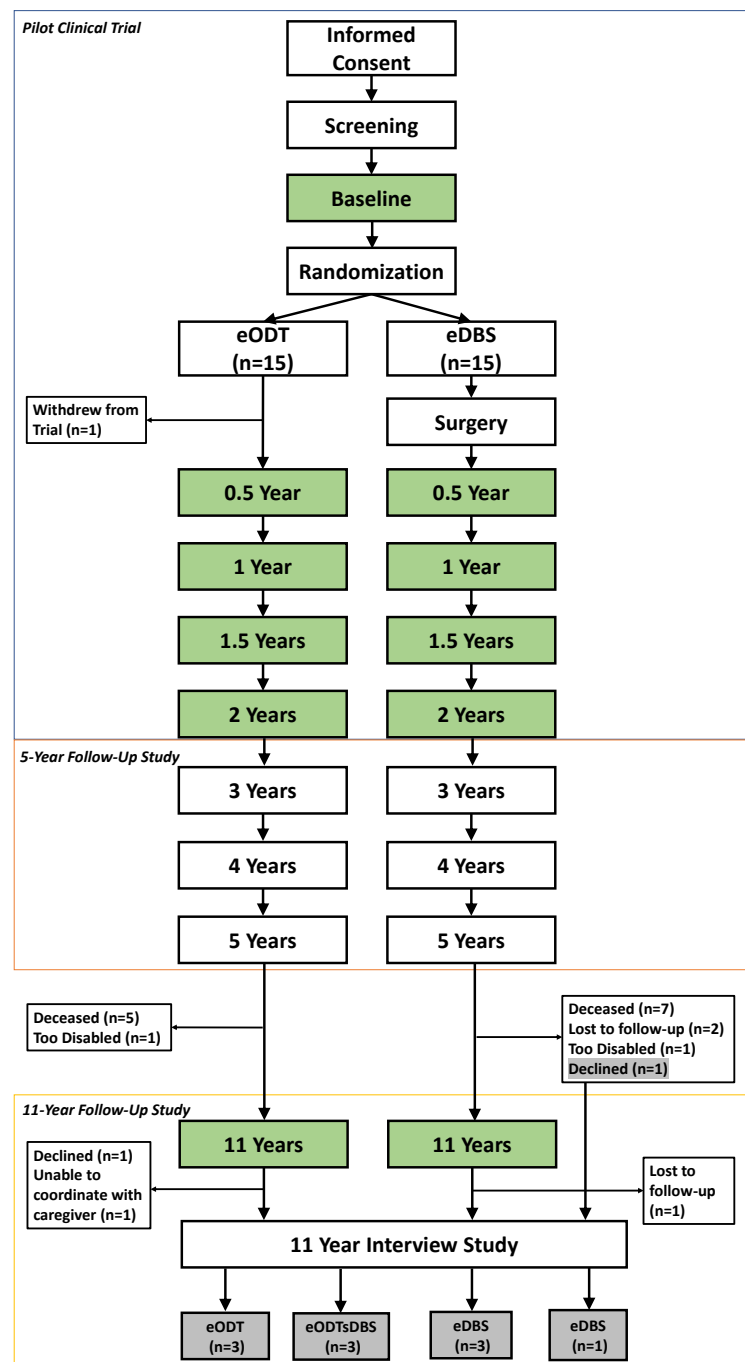 Pilot Clinical Trial
Informed
Consent
Screening
Baseline
Randomization
eODT
(n=15)
eDBS
(n=15)
Withdrew from
Trial (n=1)
Surgery
0.5 Year
0.5 Year
1 Year
1 Year
1.5 Years
1.5 Years
2 Years
2 Years
5-Year Follow-Up Study
3 Years
3 Years
4 Years
4 Years
5 Years
5 Years
Deceased (n=5)
Too Disabled (n=1)
Deceased (n=7)
Lost to follow-up (n=2)
Too Disabled (n=1)
Declined (n=1)
11-Year Follow-Up Study
11 Years
11 Years
Declined (n=1)
Unable to
coordinate with
caregiver (n=1)
Lost to
follow-up
(n=1)
11 Year Interview Study
eODT
(n=3)
eODTsDBS
(n=3)
eDBS
(n=3)
eDBS
(n=1)